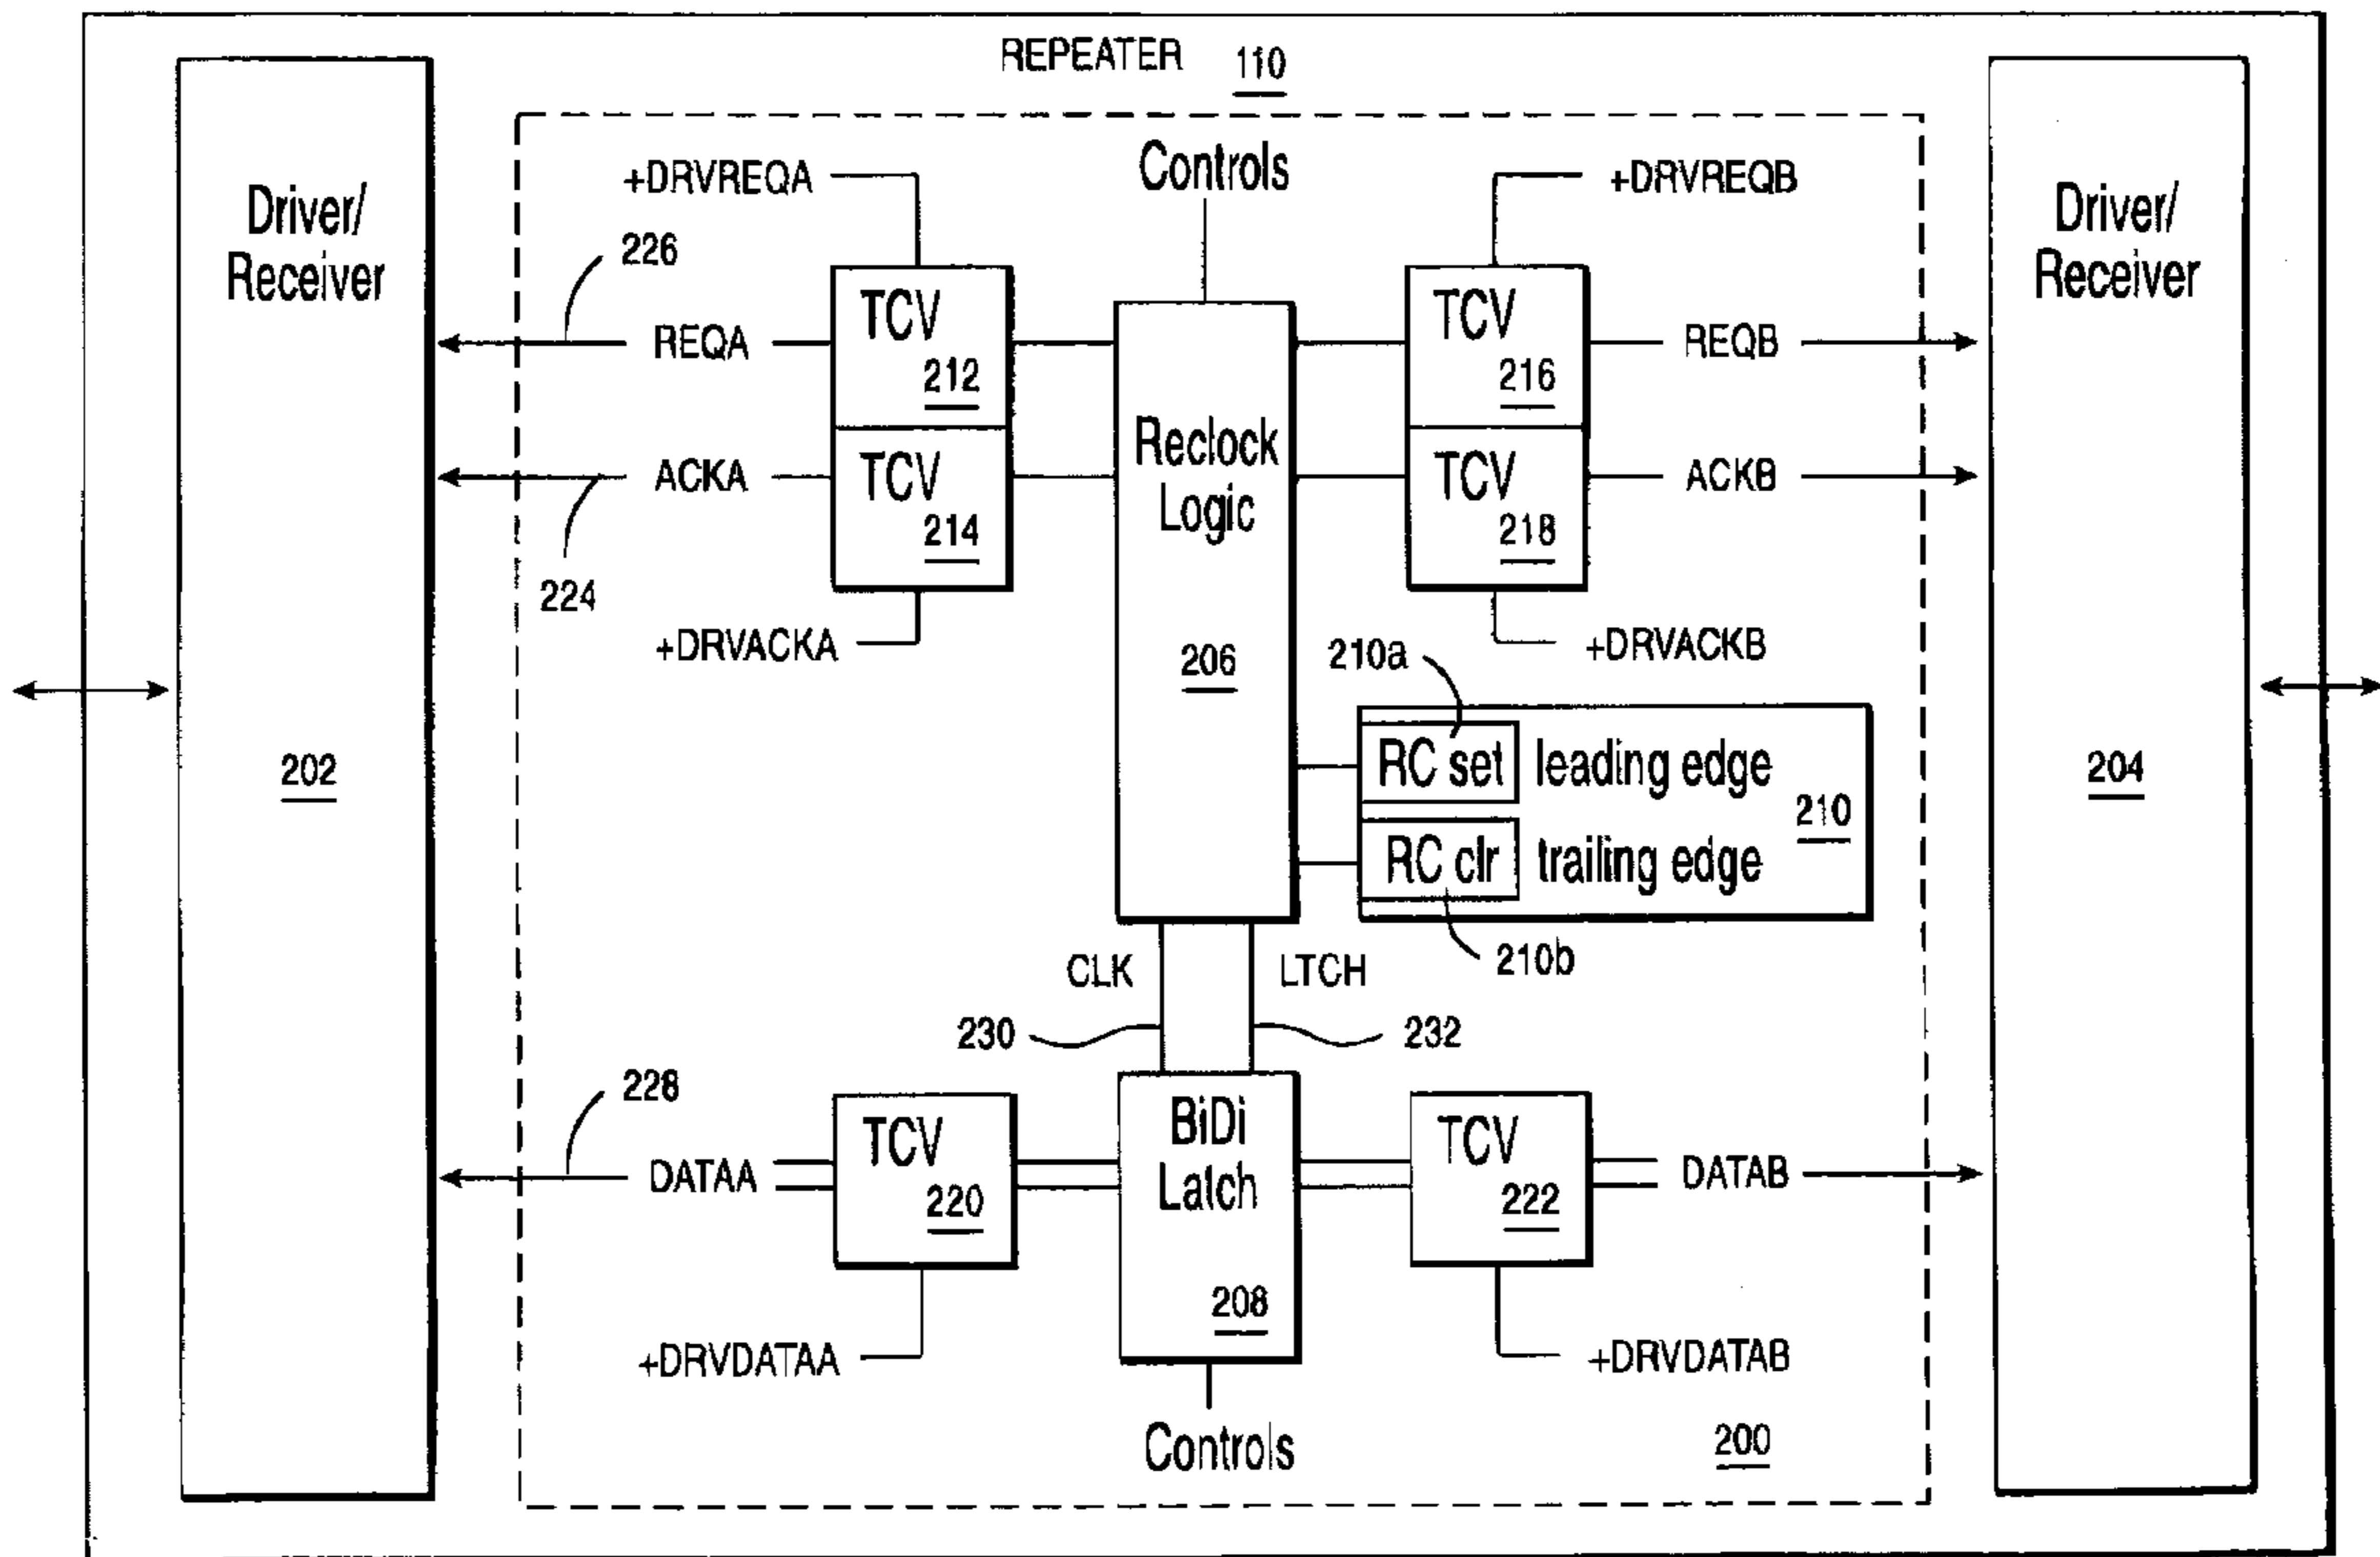 REPEATER 110
Driver/
Receiver
202
+DRVREQA
226
REQA
TCV
212
ACKA
TCV
214
224
+DRVACKA
Controls
Reclock
Logic
206
+DRVREQB
TCV
216
REQB
TCV
218
ACKB
+DRVACKB
210a
RC set leading edge
210
RC clr trailing edge
210b
CLK
LTCH
230
232
228
DATAA
TCV
220
+DRVDATAA
BiDi
Latch
208
Controls
TCV
222
DATAB
+DRVDATAB
200
Driver/
Receiver
204